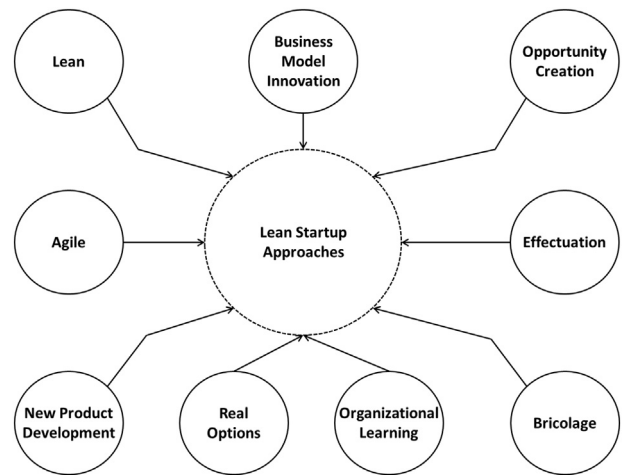 Lean
Business
Model
Innovation
Opportunity
Creation
Agile
Lean Startup
Approaches
Effectuation
New Product
Development
Real
Options
Organizational
Learning
Bricolage